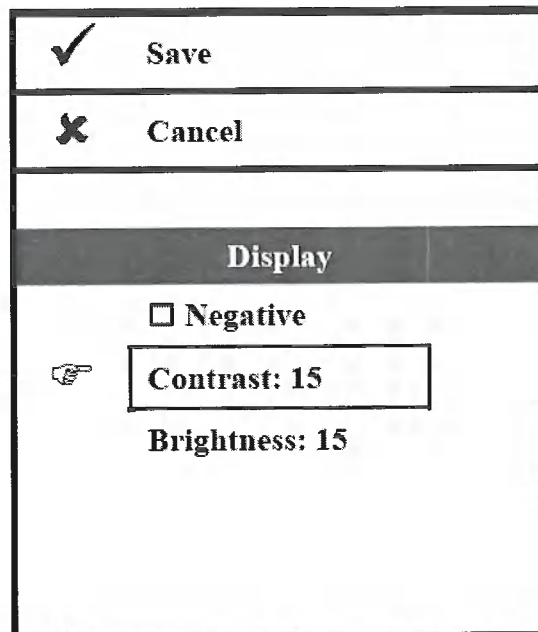 Save
Cancel
Display
Negative
Contrast: 15
Brightness: 15